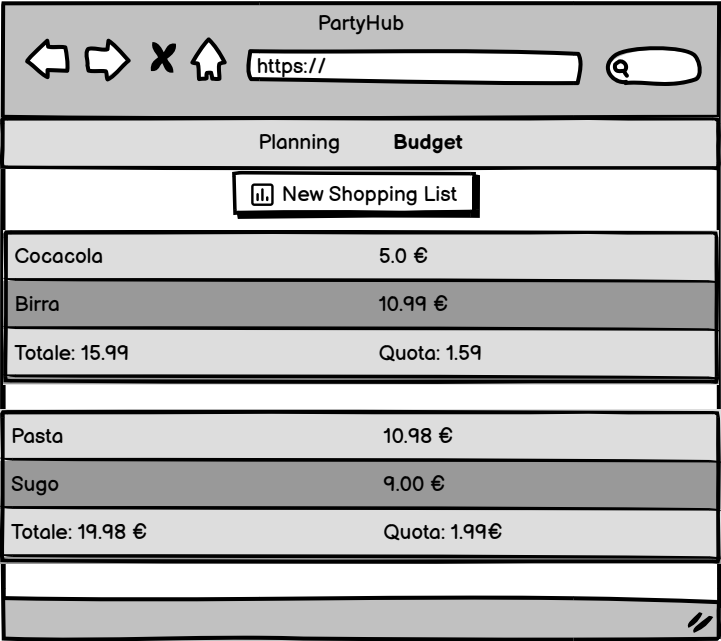 PartyHub
https://
Planning Budget
New Shopping List
Cocacola 5.0 €
Birra 10.99 €
Totale: 15.99 Quota: 1.59
Pasta 10.98 €
Sugo 9.00 €
Totale: 19.98 € Quota: 1.99€